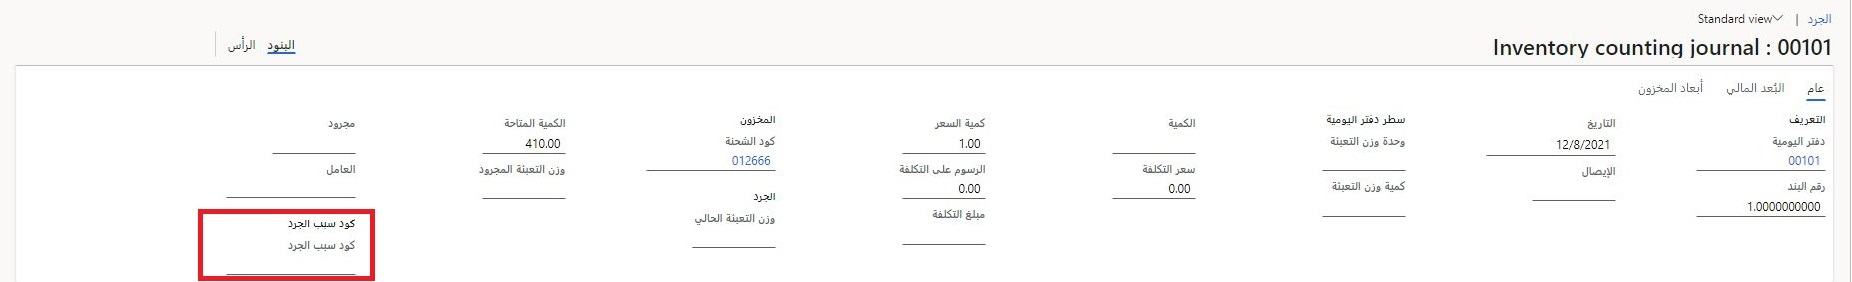 الجرد | Standard view
Inventory counting journal : 00101
البنود الرأس
عام البُعد المالي أبعاد المخزون
التعريف
دفتر اليومية
00101
رقم البند
1.0000000000
التاريخ
12/8/2021
الإيصال
سطر دفتر اليومية
وحدة وزن التعبئة
كمية وزن التعبئة
الكمية
سعر التكلفة
0.00
كمية السعر
1.00
الرسوم على التكلفة
0.00
مبلغ التكلفة
المخزون
كود الشحنة
012666
الجرد
وزن التعبئة الحالي
الكمية المتاحة
410.00
وزن التعبئة المجرود
مجرود
العامل
كود سبب الجرد
كود سبب الجرد